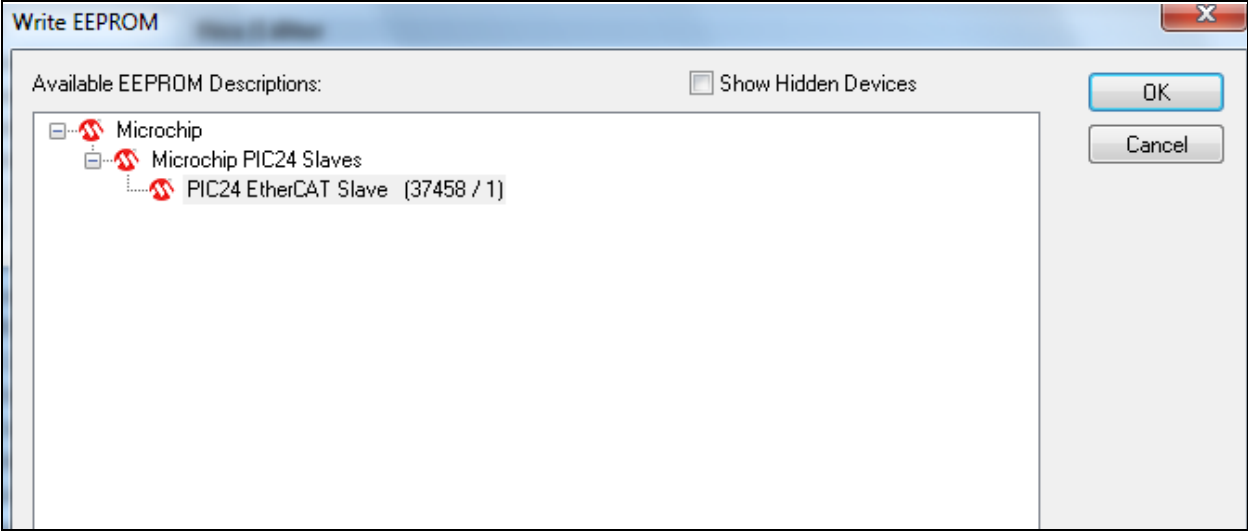 Write EEPROM
Available EEPROM Descriptions:
Show Hidden Devices
OK
Microchip
Cancel
Microchip PIC24 Slaves
PIC24 EtherCAT Slave (37458 / 1)